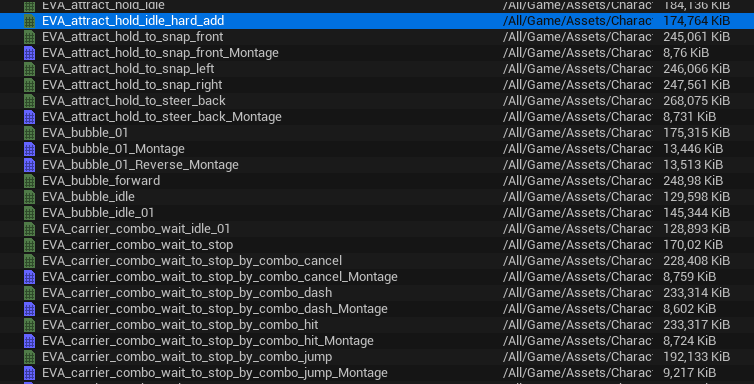 EVA_attract_hold_idle /All/Game/Assets/Charac 184,136 KiB
EVA_attract_hold_idle_hard_add /All/Game/Assets/Charac 174,764 KiB
EVA_attract_hold_to_snap_front /All/Game/Assets/Charac 245,061 KiB
EVA_attract_hold_to_snap_front_Montage /All/Game/Assets/Charac 8,76 KiB
EVA_attract_hold_to_snap_left /All/Game/Assets/Charac 246,066 KiB
EVA_attract_hold_to_snap_right /All/Game/Assets/Charac 247,561 KiB
EVA_attract_hold_to_steer_back /All/Game/Assets/Charac 268,075 KiB
EVA_attract_hold_to_steer_back_Montage /All/Game/Assets/Charac 8,731 KiB
EVA_bubble_01 /All/Game/Assets/Charac 175,315 KiB
EVA_bubble_01_Montage /All/Game/Assets/Charac 13,446 KiB
EVA_bubble_01_Reverse_Montage /All/Game/Assets/Charac 13,513 KiB
EVA_bubble_forward /All/Game/Assets/Charac 248,98 KiB
EVA_bubble_idle /All/Game/Assets/Charac 129,598 KiB
EVA_bubble_idle_01 /All/Game/Assets/Charac 145,344 KiB
EVA_carrier_combo_wait_idle_01 /All/Game/Assets/Charac 128,893 KiB
EVA_carrier_combo_wait_to_stop /All/Game/Assets/Charac 170,02 KiB
EVA_carrier_combo_wait_to_stop_by_combo_cancel /All/Game/Assets/Charac 228,408 KiB
EVA_carrier_combo_wait_to_stop_by_combo_cancel_Montage /All/Game/Assets/Charac 8,759 KiB
EVA_carrier_combo_wait_to_stop_by_combo_dash /All/Game/Assets/Charac 233,314 KiB
EVA_carrier_combo_wait_to_stop_by_combo_dash_Montage /All/Game/Assets/Charac 8,602 KiB
EVA_carrier_combo_wait_to_stop_by_combo_hit /All/Game/Assets/Charac 233,317 KiB
EVA_carrier_combo_wait_to_stop_by_combo_hit_Montage /All/Game/Assets/Charac 8,724 KiB
EVA_carrier_combo_wait_to_stop_by_combo_jump /All/Game/Assets/Charac 192,133 KiB
EVA_carrier_combo_wait_to_stop_by_combo_jump_Montage /All/Game/Assets/Charac 9,217 KiB